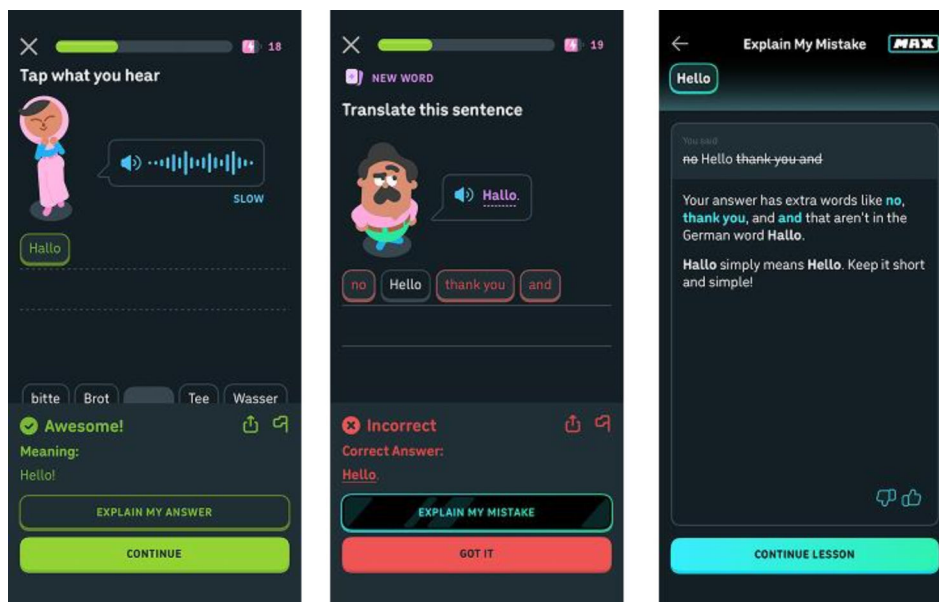 18
Tap what you hear
SLOW
Hallo
bitte Brot Tee Wasser
Awesome!
Meaning:
Hello!
EXPLAIN MY ANSWER
CONTINUE
19
NEW WORD
Translate this sentence
Hallo.
no Hello thank you and
Incorrect
Correct Answer:
Hello.
EXPLAIN MY MISTAKE
GOT IT
Explain My Mistake MAX
Hello
You said
no Hello thank you and
Your answer has extra words like no,
thank you, and and that aren't in the
German word Hallo.
Hallo simply means Hello. Keep it short
and simple!
CONTINUE LESSON